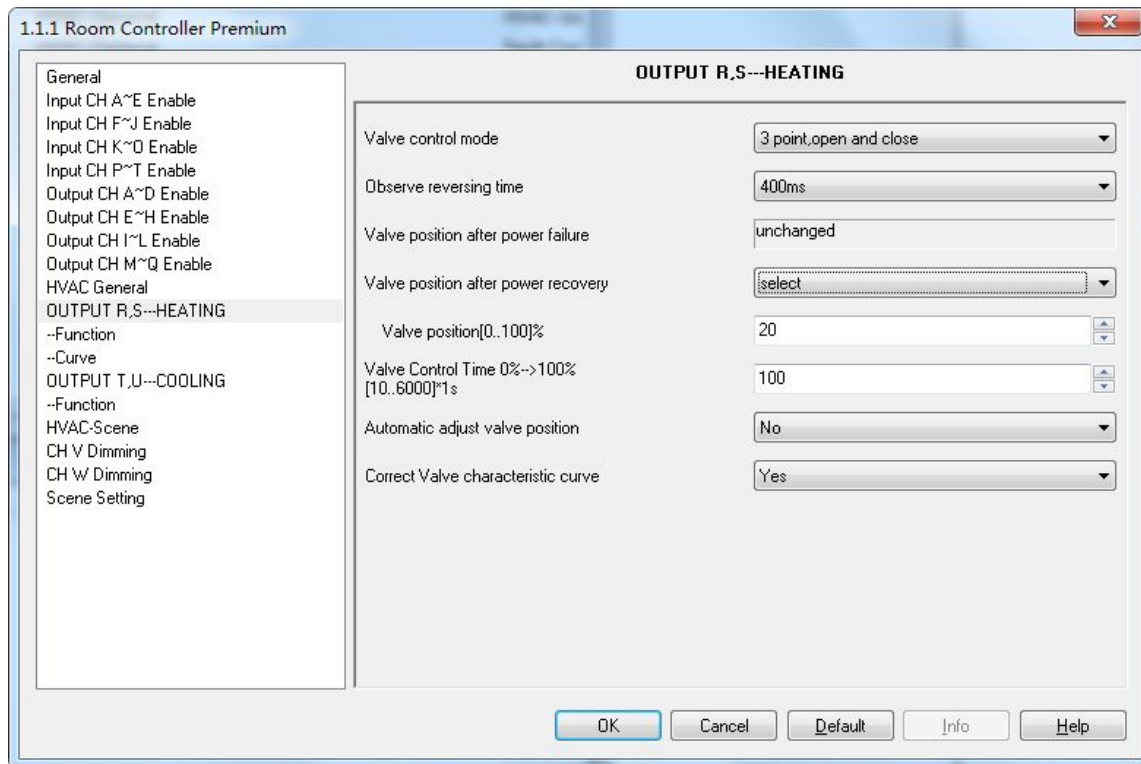 1.1.1 Room Controller Premium
General
Input CH A~E Enable
Input CH F~J Enable
Input CH K~O Enable
Input CH P~T Enable
Output CH A~D Enable
Output CH E~H Enable
Output CH I~L Enable
Output CH M~Q Enable
HVAC General
OUTPUT R,S---HEATING
--Function
--Curve
OUTPUT T,U---COOLING
--Function
HVAC-Scene
CH V Dimming
CH W Dimming
Scene Setting
OUTPUT R,S---HEATING
Valve control mode
3 point,open and close
Observe reversing time
400ms
Valve position after power failure
unchanged
Valve position after power recovery
select
Valve position[0..100]%
20
Valve Control Time 0%-->100%
[10..6000]*1s
100
Automatic adjust valve position
No
Correct Valve characteristic curve
Yes
OK
Cancel
Default
Info
Help